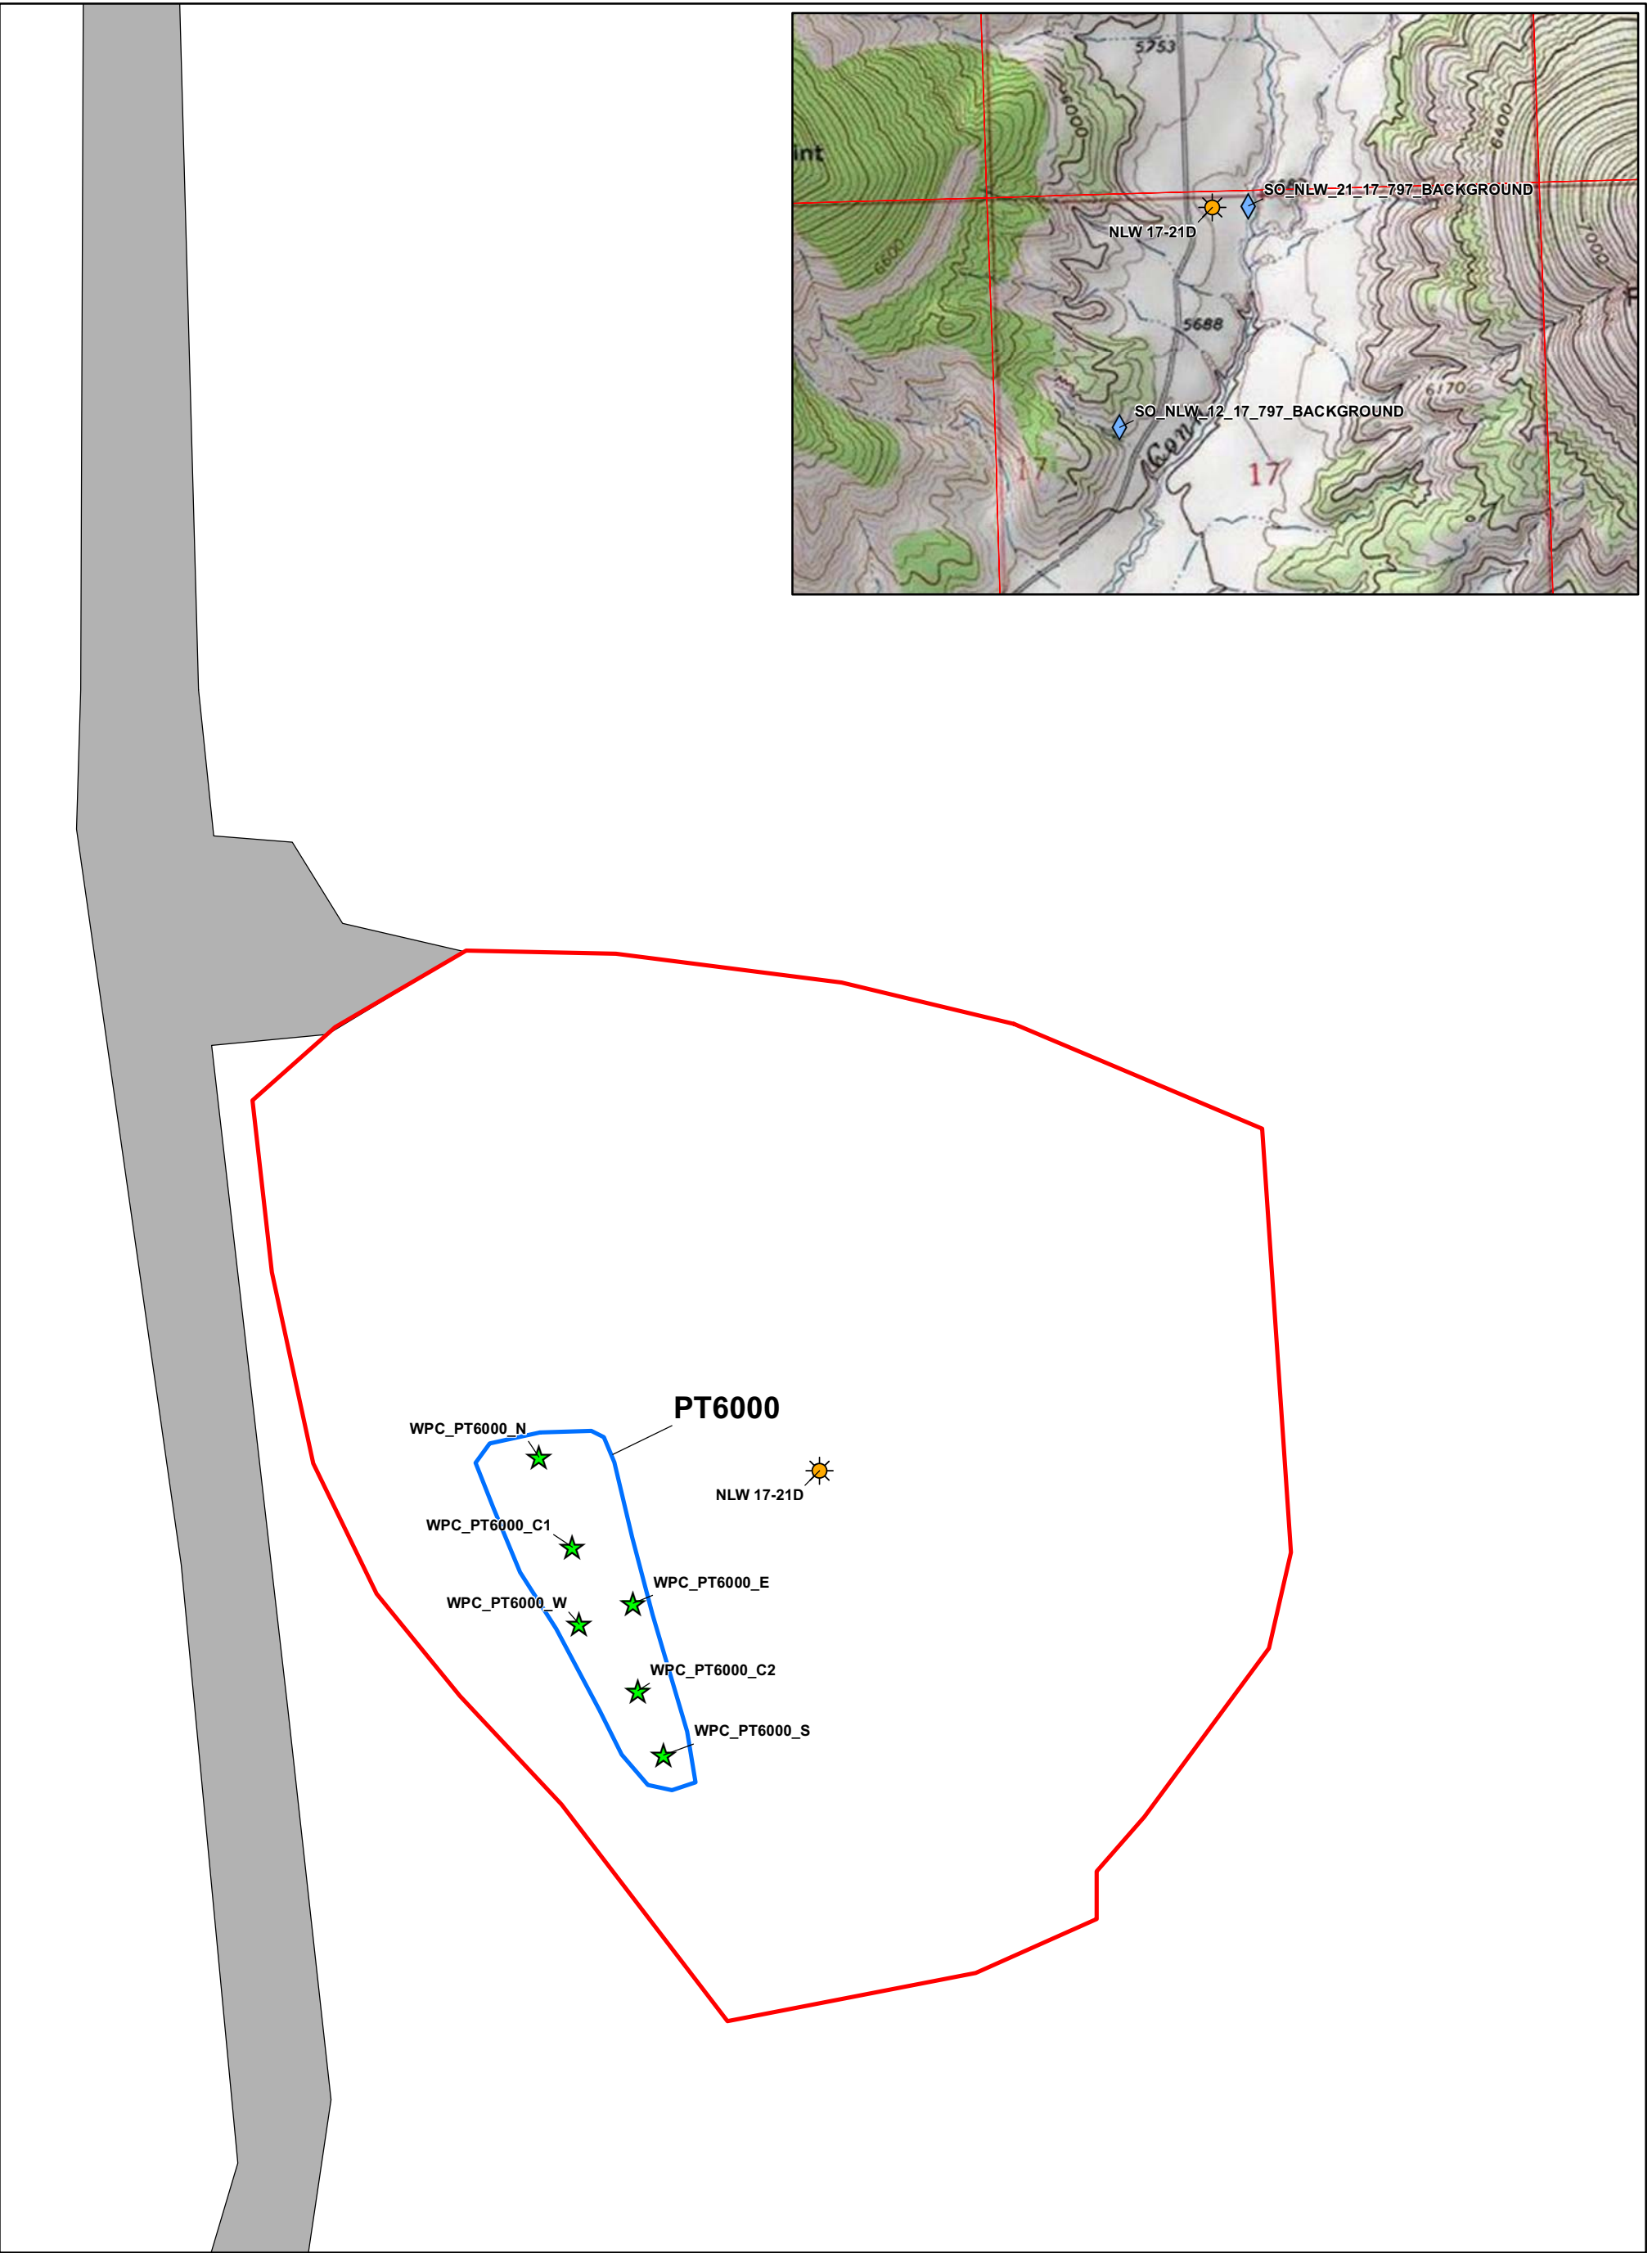 5753
6000
6400
int
SO_NLW_21_17_797_BACKGROUND
NLW 17-21D
6600
7000
5688
6170
SO_NLW_12_17_797_BACKGROUND
Con
17
17
PT6000
WPC_PT6000_N
NLW 17-21D
WPC_PT6000_C1
WPC_PT6000_E
WPC_PT6000_W
WPC_PT6000_C2
WPC_PT6000_S